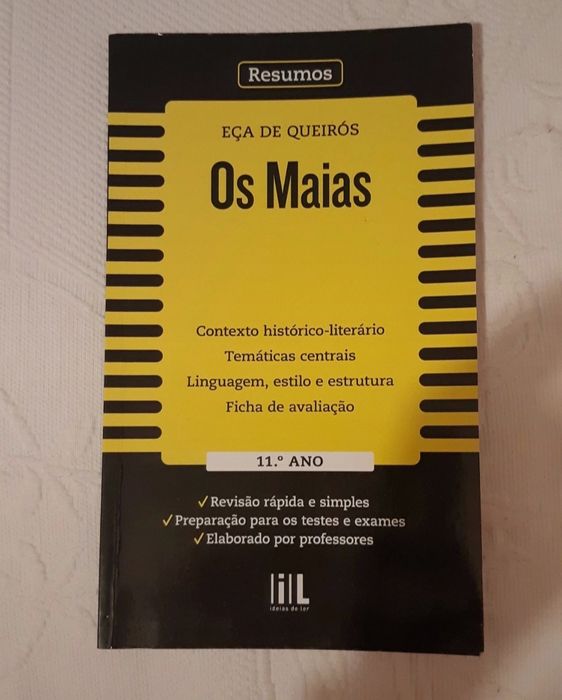 Resumos
EÇA DE QUEIRÓS
Os Maias
Contexto histórico-literário
Temáticas centrais
Linguagem, estilo e estrutura
Ficha de avaliação
11.º ANO
✓Revisão rápida e simples
✓Preparação para os testes e exames
✓Elaborado por professores
|i|L
ideias de ler